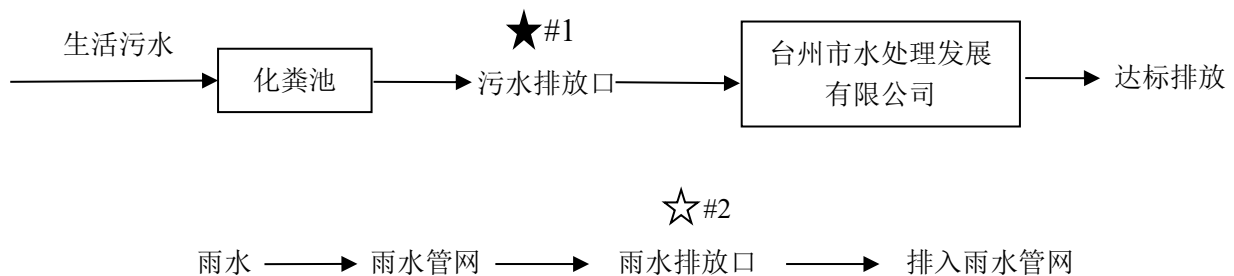 ★#1
生活污水
化粪池
污水排放口
台州市水处理发展
有限公司
达标排放
☆#2
雨水
雨水管网
雨水排放口
排入雨水管网